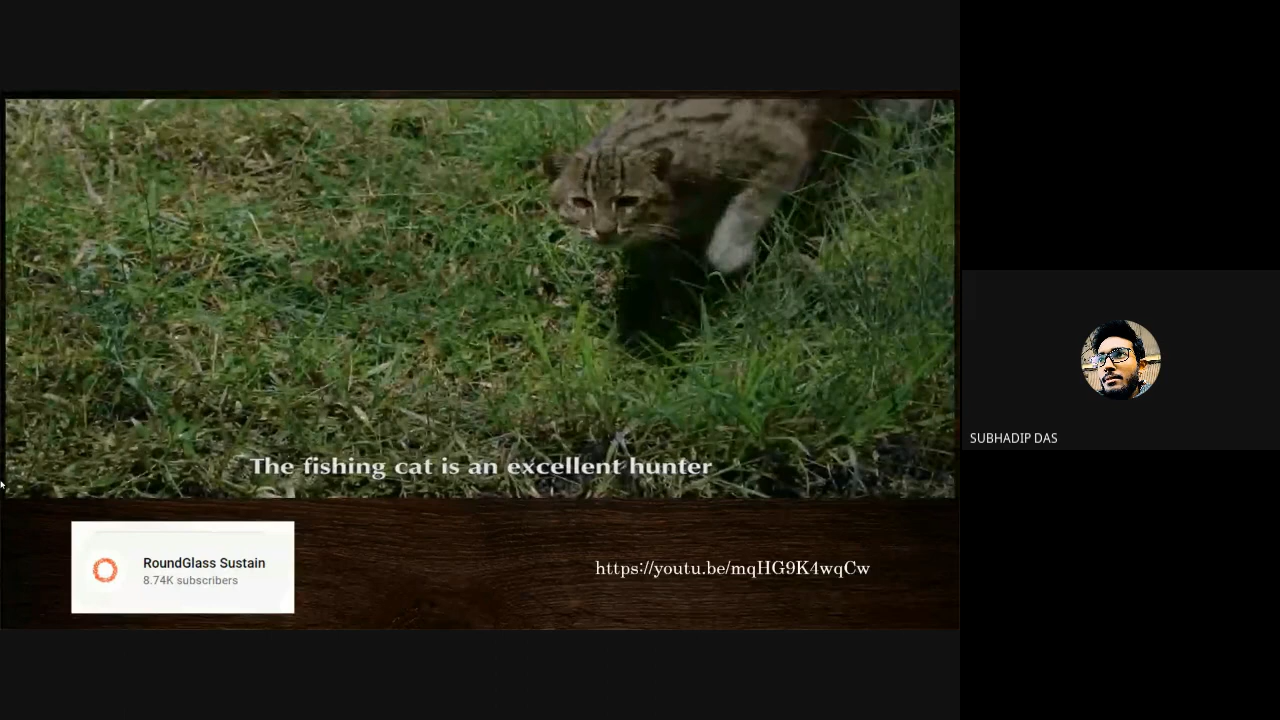 The fishing cat is an excellent hunter
RoundGlass Sustain
8.74K subscribers
https://youtu.be/mqHG9K4wqCw
SUBHADIP DAS